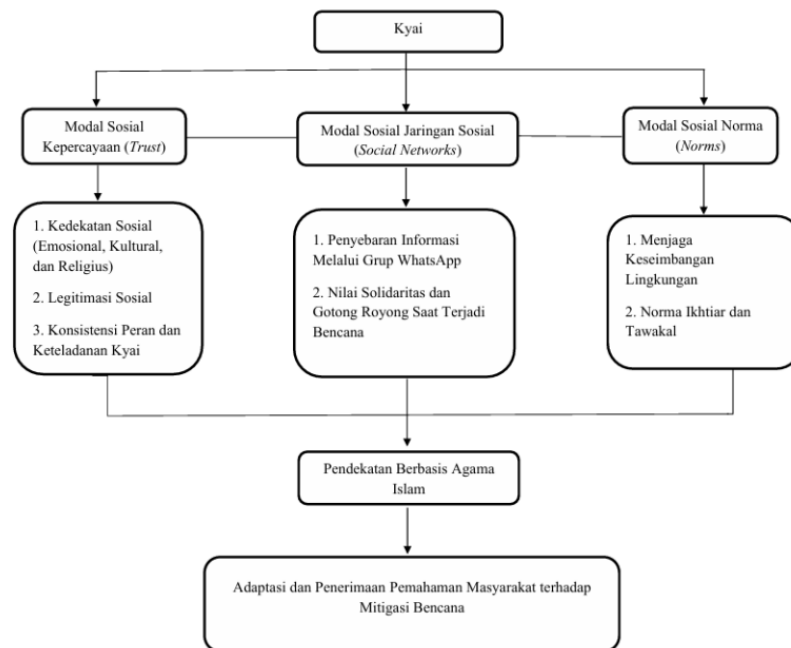 Kyai
Modal Sosial
Kepercayaan (Trust)
Modal Sosial Jaringan Sosial
(Social Networks)
Modal Sosial Norma
(Norms)
1. Kedekatan Sosial
(Emosional, Kultural,
dan Religius)
2. Legitimasi Sosial
3. Konsistensi Peran dan
Keteladanan Kyai
1. Penyebaran Informasi
Melalui Grup WhatsApp
2. Nilai Solidaritas dan
Gotong Royong Saat Terjadi
Bencana
1. Menjaga
Keseimbangan
Lingkungan
2. Norma Ikhtiar dan
Tawakal
Pendekatan Berbasis Agama
Islam
Adaptasi dan Penerimaan Pemahaman Masyarakat terhadap
Mitigasi Bencana